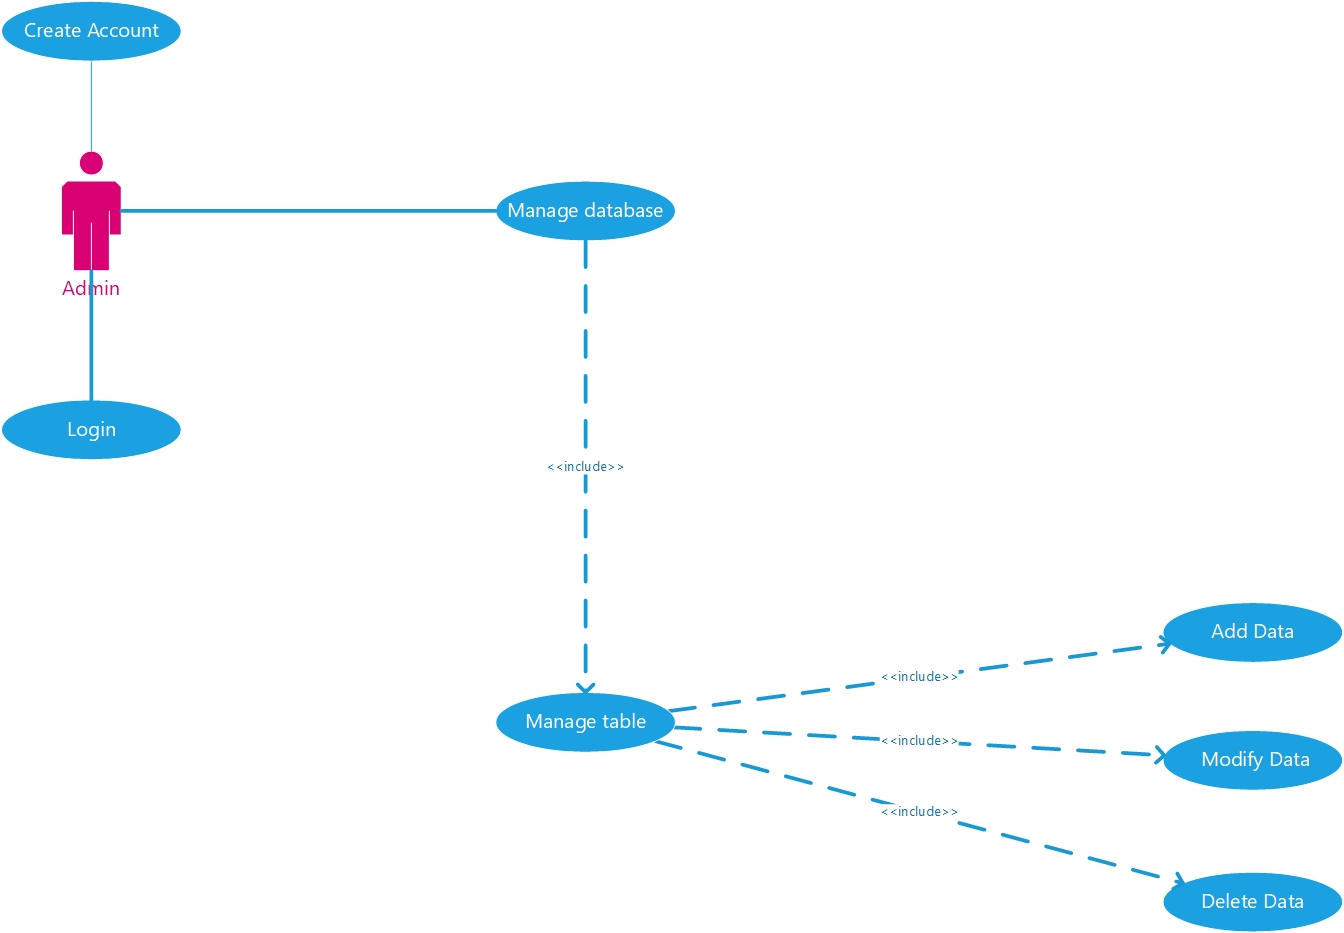 Create Account
Admin
Manage database
Login
<<include>>
Add Data
<<include>>
Manage table
<<include>>
Modify Data
<<include>>
Delete Data